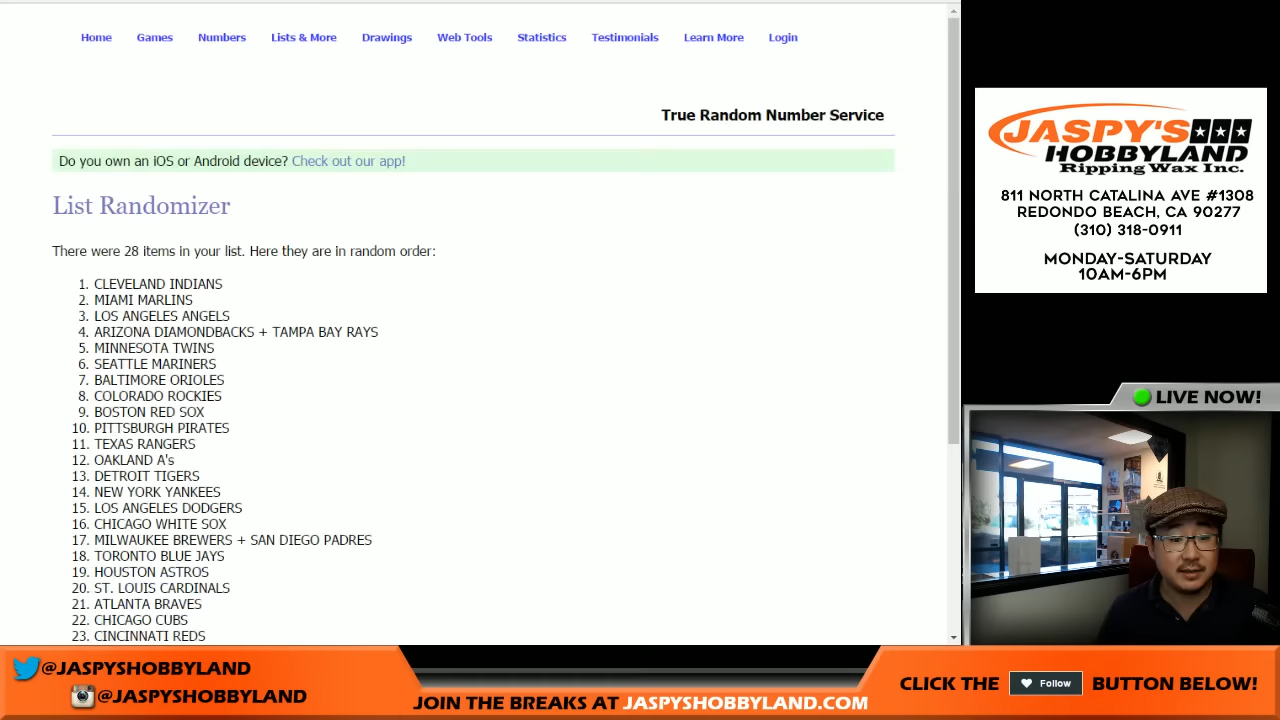 Home Games Numbers Lists & More Drawings Web Tools Statistics Testimonials Learn More Login
True Random Number Service
Do you own an iOS or Android device? Check out our app!
List Randomizer
There were 28 items in your list. Here they are in random order:
1. CLEVELAND INDIANS
2. MIAMI MARLINS
3. LOS ANGELES ANGELS
4. ARIZONA DIAMONDBACKS + TAMPA BAY RAYS
5. MINNESOTA TWINS
6. SEATTLE MARINERS
7. BALTIMORE ORIOLES
8. COLORADO ROCKIES
9. BOSTON RED SOX
10. PITTSBURGH PIRATES
11. TEXAS RANGERS
12. OAKLAND A's
13. DETROIT TIGERS
14. NEW YORK YANKEES
15. LOS ANGELES DODGERS
16. CHICAGO WHITE SOX
17. MILWAUKEE BREWERS + SAN DIEGO PADRES
18. TORONTO BLUE JAYS
19. HOUSTON ASTROS
20. ST. LOUIS CARDINALS
21. ATLANTA BRAVES
22. CHICAGO CUBS
23. CINCINNATI REDS
JASPY'S
HOBBYLAND
Ripping Wax Inc.
811 NORTH CATALINA AVE #1308
REDONDO BEACH, CA 90277
(310) 318-0911
MONDAY-SATURDAY
10AM-6PM
LIVE NOW!
@JASPYSHOBBYLAND
@JASPYSHOBBYLAND
JOIN THE BREAKS AT JASPYSHOBBYLAND.COM
CLICK THE Follow BUTTON BELOW!